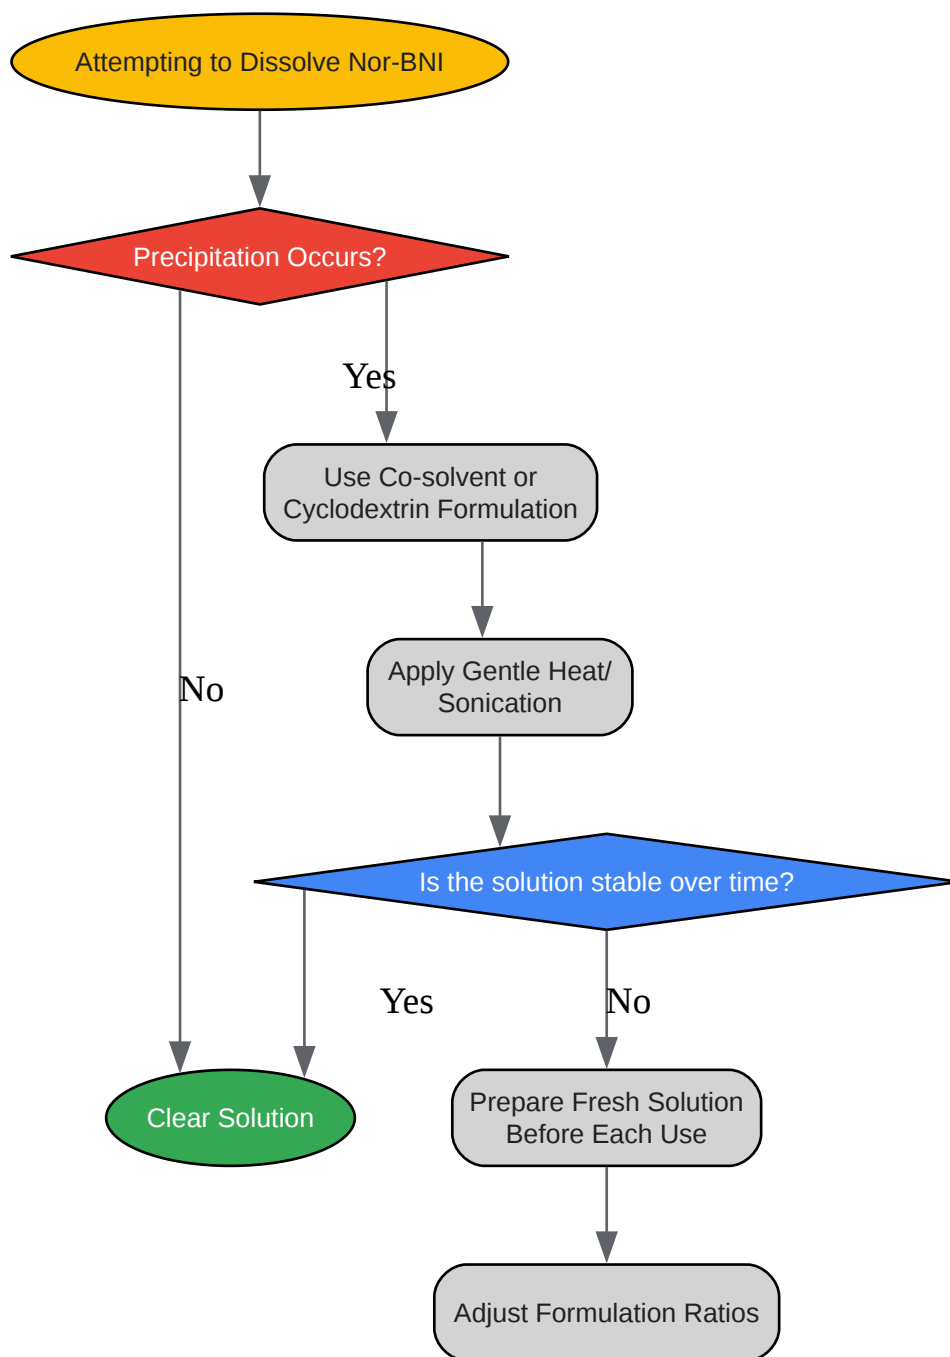 Attempting to Dissolve Nor-BNI
Precipitation Occurs?
Yes
Use Co-solvent or
Cyclodextrin Formulation
Apply Gentle Heat/
Sonication
No
Is the solution stable over time?
Yes
No
Clear Solution
Prepare Fresh Solution
Before Each Use
Adjust Formulation Ratios